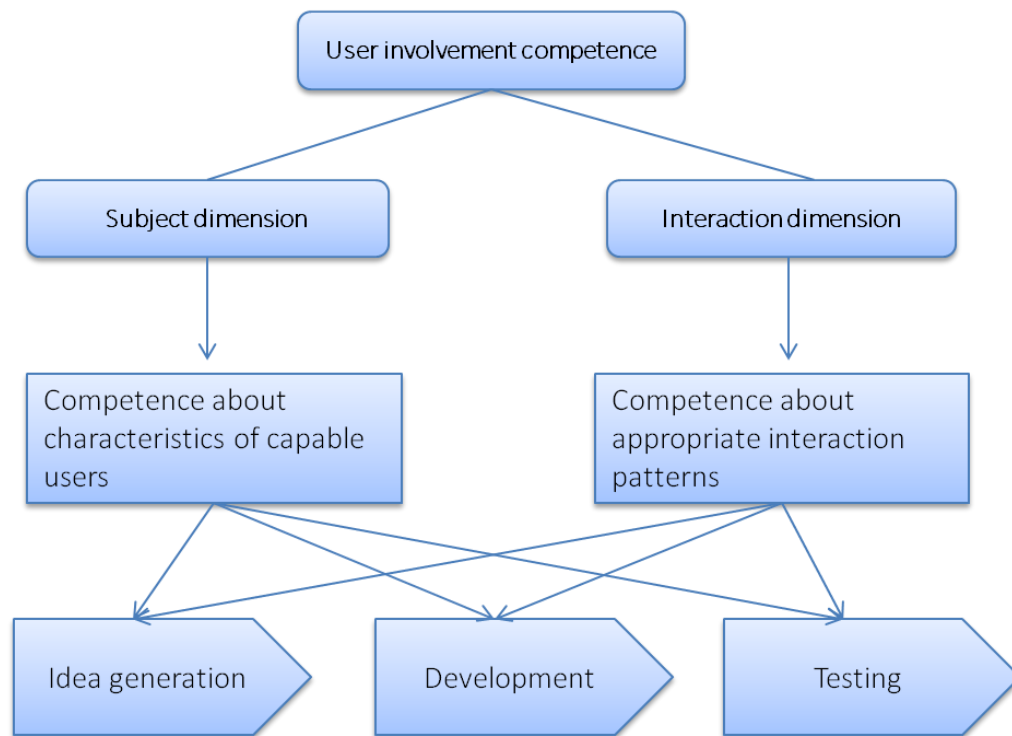 User involvement competence
Subject dimension
Interaction dimension
Competence about
characteristics of capable
users
Competence about
appropriate interaction
patterns
Idea generation
Development
Testing